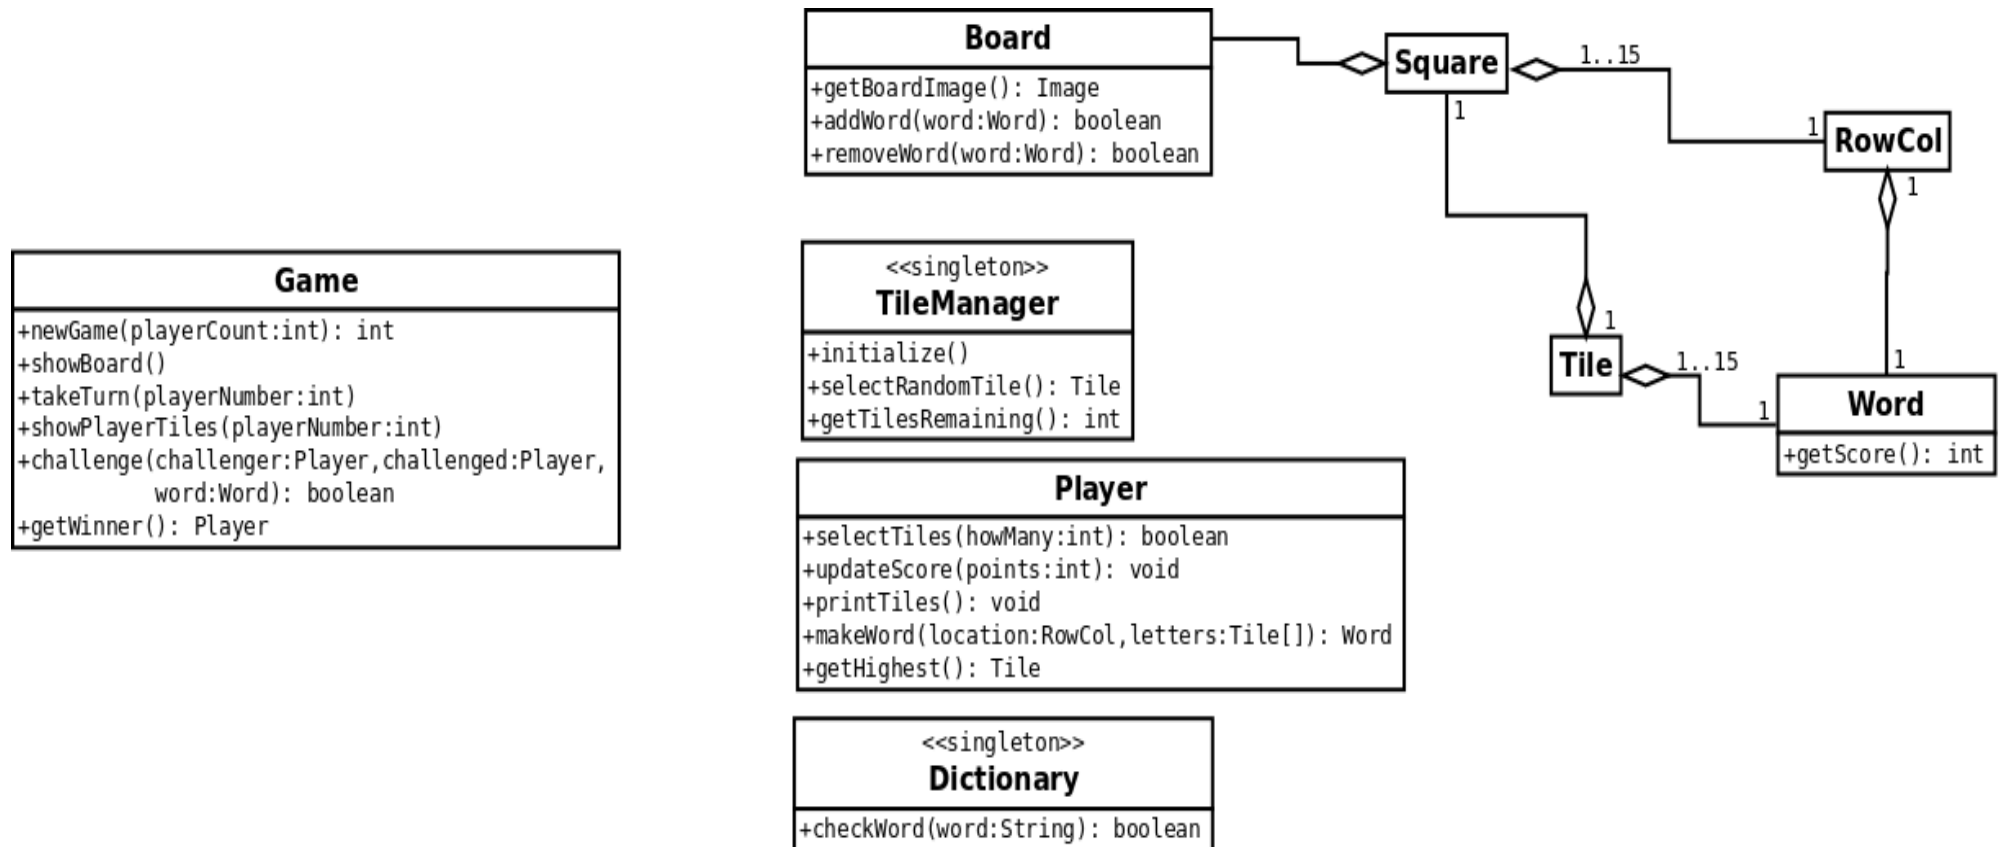 Board
+getBoardImage(): Image
+addWord(word:Word): boolean
+removeWord(word:Word): boolean
Square
1..15
1
1
RowCol
1
Game
+newGame(playerCount:int): int
+showBoard()
+takeTurn(playerNumber:int)
+showPlayerTiles(playerNumber:int)
+challenge(challenger:Player,challenged:Player,
word:Word): boolean
+getWinner(): Player
<<singleton>>
TileManager
+initialize()
+selectRandomTile(): Tile
+getTilesRemaining(): int
1
Tile
1..15
1
1
Word
+getScore(): int
Player
+selectTiles(howMany:int): boolean
+updateScore(points:int): void
+printTiles(): void
+makeWord(location:RowCol,letters:Tile[]): Word
+getHighest(): Tile
<<singleton>>
Dictionary
+checkWord(word:String): boolean